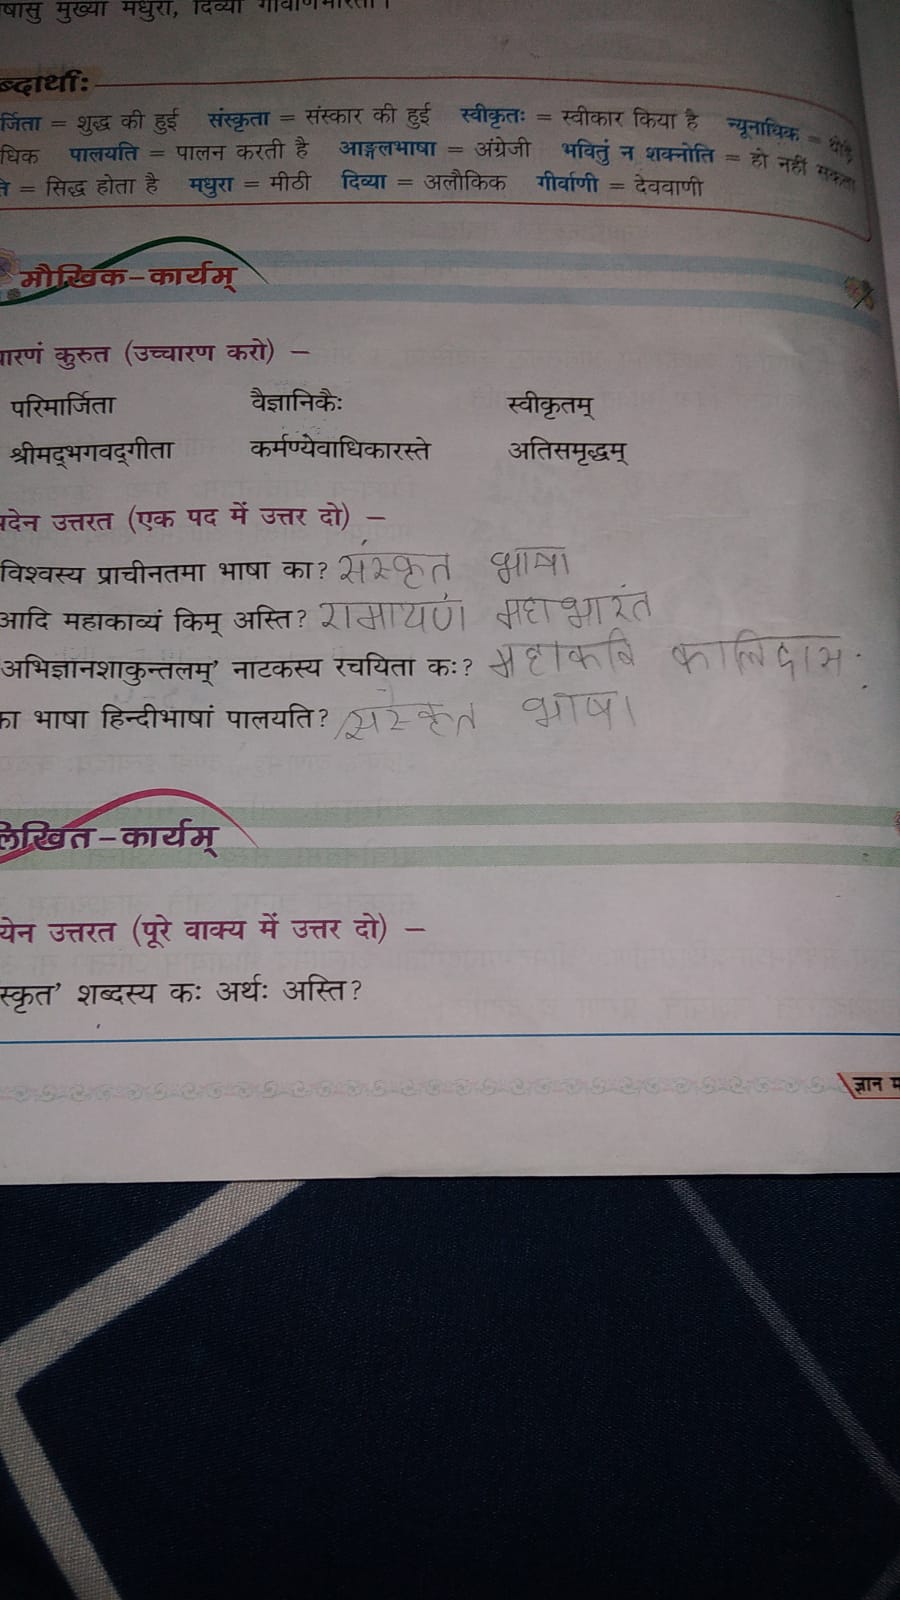 षासु मुख्या मधुरा, दिव्या गीर्वाणभारती।
ब्दार्थाः
र्जिता = शुद्ध की हुई संस्कृता = संस्कार की हुई स्वीकृतः = स्वीकार किया है न्यूनाधिक =
धिक पालयति = पालन करती है आङ्गलभाषा = अंग्रेजी भवितुं न शक्नोति = हो नहीं सकता
= सिद्ध होता है मधुरा = मीठी दिव्या = अलौकिक गीर्वाणी = देववाणी
मौखिक-कार्यम्
ारणं कुरुत (उच्चारण करो) –
परिमार्जिता वैज्ञानिकैः स्वीकृतम्
श्रीमद्भगवद्गीता कर्मण्येवाधिकारस्ते अतिसमृद्धम्
पदेन उत्तरत (एक पद में उत्तर दो) –
विश्वस्य प्राचीनतमा भाषा का? संस्कृत भाषा
आदि महाकाव्यं किम् अस्ति? रामायणं महाभारतं
अभिज्ञानशाकुन्तलम्' नाटकस्य रचयिता कः? महाकवि कालिदास
का भाषा हिन्दीभाषां पालयति? संस्कृत भाषा
लिखित-कार्यम्
येन उत्तरत (पूरे वाक्य में उत्तर दो) –
स्कृत' शब्दस्य कः अर्थः अस्ति?
ज्ञान म